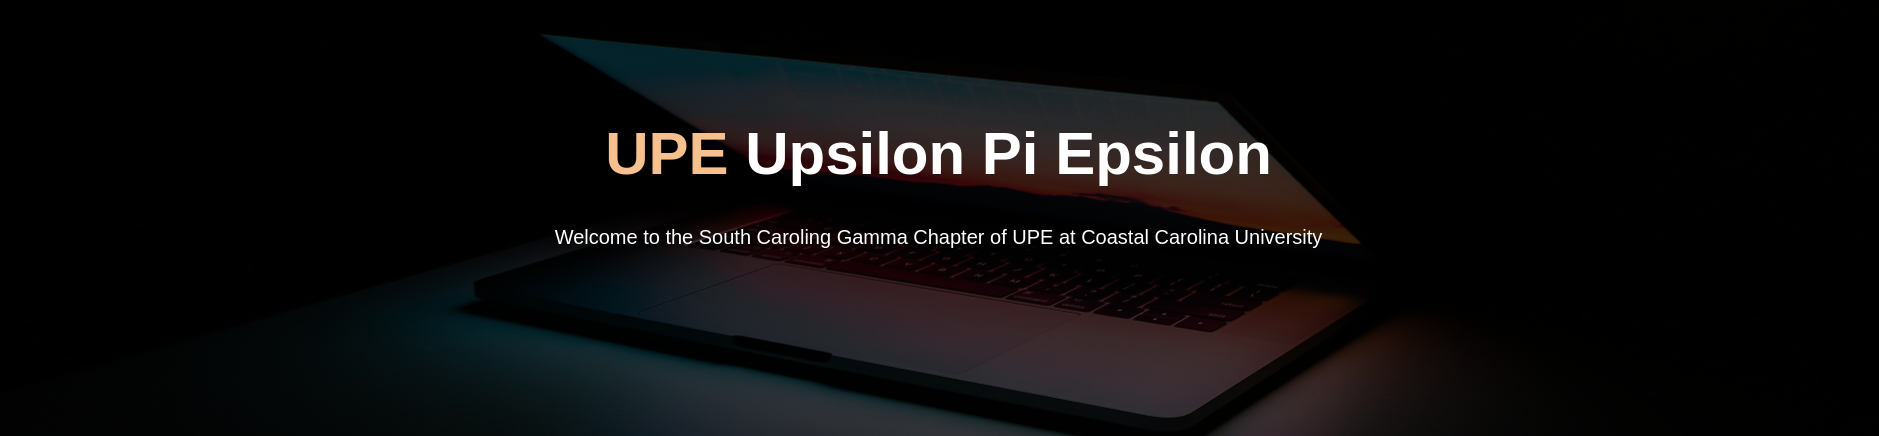 UPE Upsilon Pi Epsilon
Welcome to the South Caroling Gamma Chapter of UPE at Coastal Carolina University